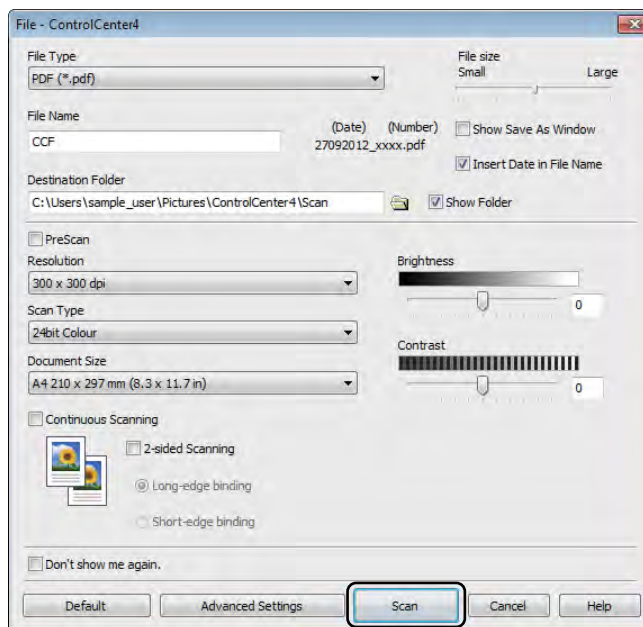 File - ControlCenter4
File Type
PDF (*.pdf)
File size
Small Large
File Name
CCF
(Date) (Number)
27092012_xxxx.pdf
Show Save As Window
Insert Date in File Name
Destination Folder
C:\Users\sample_user\Pictures\ControlCenter4\Scan
Show Folder
PreScan
Resolution
300 x 300 dpi
Scan Type
24bit Colour
Document Size
A4 210 x 297 mm (8.3 x 11.7 in)
Brightness
0
Contrast
0
Continuous Scanning
2-sided Scanning
Long-edge binding
Short-edge binding
Don't show me again.
Default Advanced Settings Scan Cancel Help